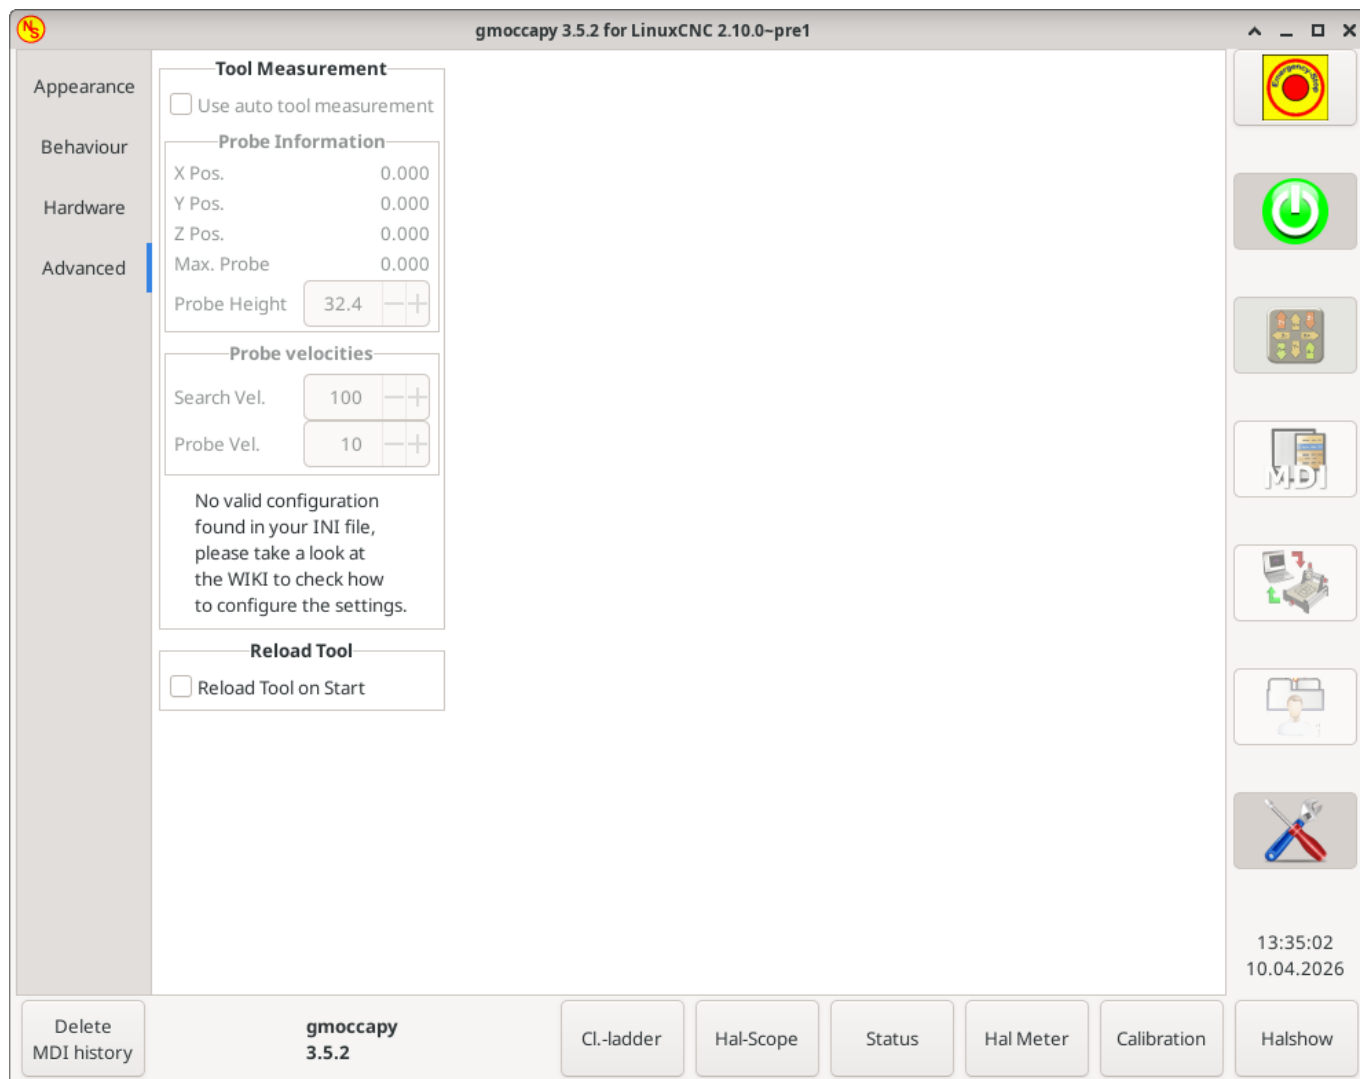 NS
gmoccapy 3.5.2 for LinuxCNC 2.10.0~pre1
Appearance
Behaviour
Hardware
Advanced
Tool Measurement
Use auto tool measurement
Probe Information
X Pos. 0.000
Y Pos. 0.000
Z Pos. 0.000
Max. Probe 0.000
Probe Height 32.4
Probe velocities
Search Vel. 100
Probe Vel. 10
No valid configuration
found in your INI file,
please take a look at
the WIKI to check how
to configure the settings.
Reload Tool
Reload Tool on Start
Emergency-Stop
MDI
13:35:02
10.04.2026
Delete
MDI history
gmoccapy
3.5.2
Cl.-ladder
Hal-Scope
Status
Hal Meter
Calibration
Halshow